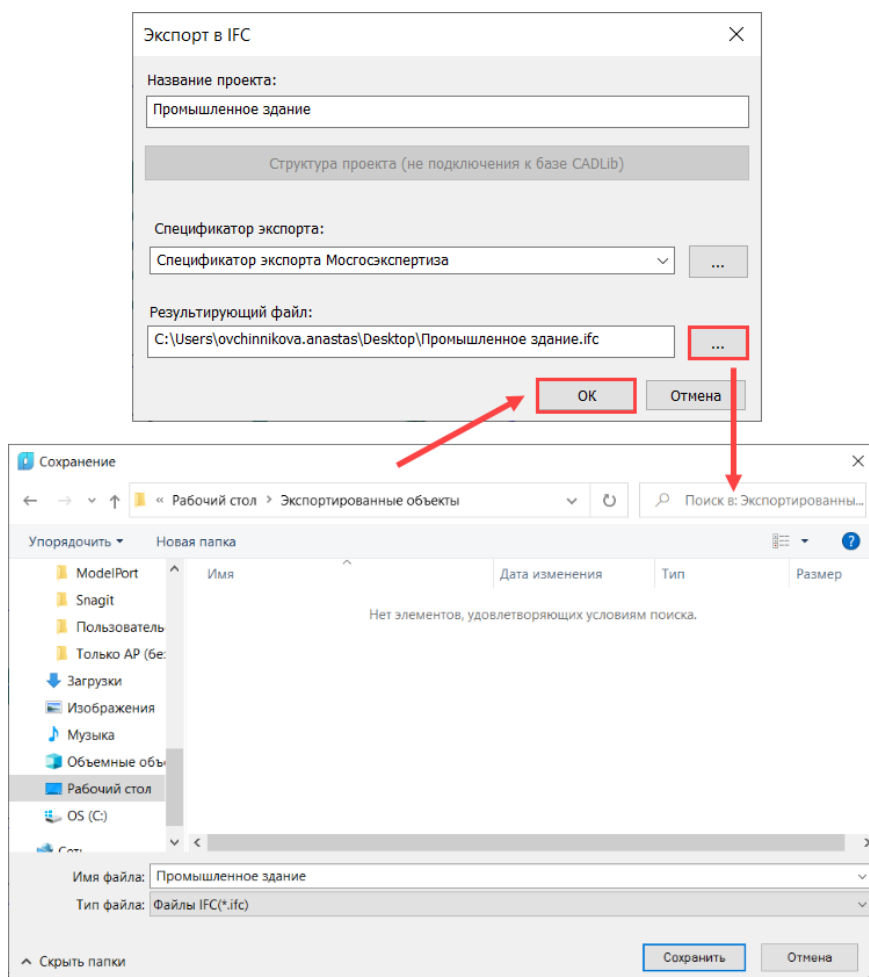 Экспорт в IFC
Название проекта:
Промышленное здание
Структура проекта (не подключения к базе CADLib)
Спецификатор экспорта:
Спецификатор экспорта Мосгосэкспертиза
...
Результирующий файл:
C:\Users\ovchinnikova.anastas\Desktop\Промышленное здание.ifc
...
ОК
Отмена
Сохранение
« Рабочий стол › Экспортированные объекты
Поиск в: Экспортированны...
Упорядочить
Новая папка
Имя
Дата изменения
Тип
Размер
ModelPort
Snagit
Пользователь
Только АР (бе:
Загрузки
Изображения
Музыка
Объемные объ
Рабочий стол
OS (C:)
Сеть
Нет элементов, удовлетворяющих условиям поиска.
Имя файла: Промышленное здание
Тип файла: Файлы IFC(*.ifc)
Скрыть папки
Сохранить
Отмена